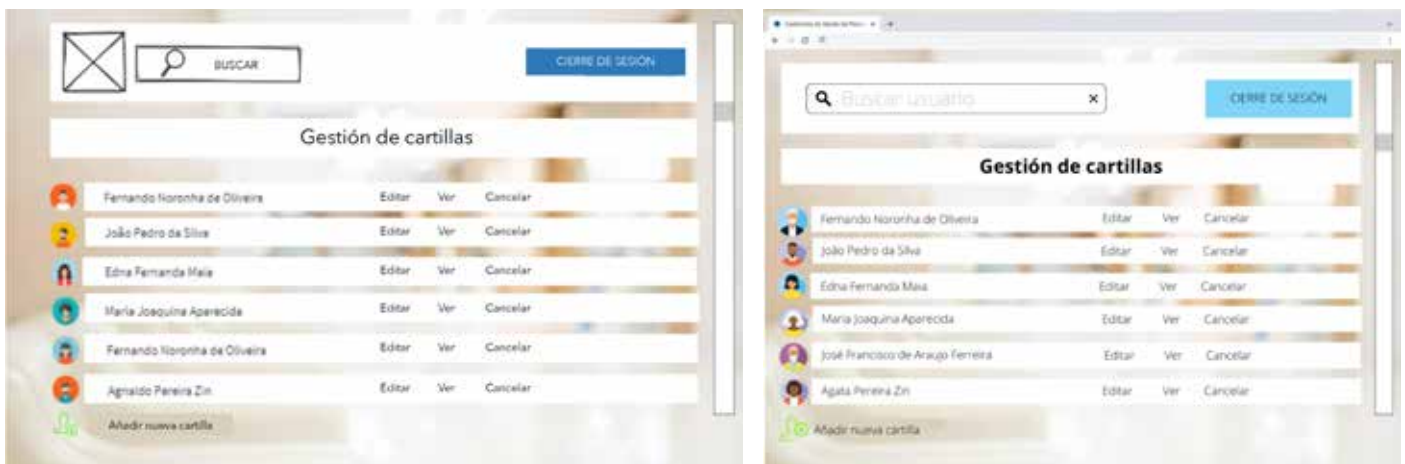 BUSCAR
CIERRE DE SESIÓN
Gestión de cartillas
Fernando Noronha de Oliveira Editar Ver Cancelar
João Pedro da Silva Editar Ver Cancelar
Edna Fernanda Maia Editar Ver Cancelar
Maria Joaquina Aparecida Editar Ver Cancelar
Fernando Noronha de Oliveira Editar Ver Cancelar
Agnaldo Pereira Zin Editar Ver Cancelar
Añadir nueva cartilla
Buscar usuário
CIERRE DE SESIÓN
Gestión de cartillas
Fernando Noronha de Oliveira Editar Ver Cancelar
João Pedro da Silva Editar Ver Cancelar
Edna Fernanda Maia Editar Ver Cancelar
Maria Joaquina Aparecida Editar Ver Cancelar
José Francisco de Araujo Ferreira Editar Ver Cancelar
Agata Pereira Zin Editar Ver Cancelar
Añadir nueva cartilla